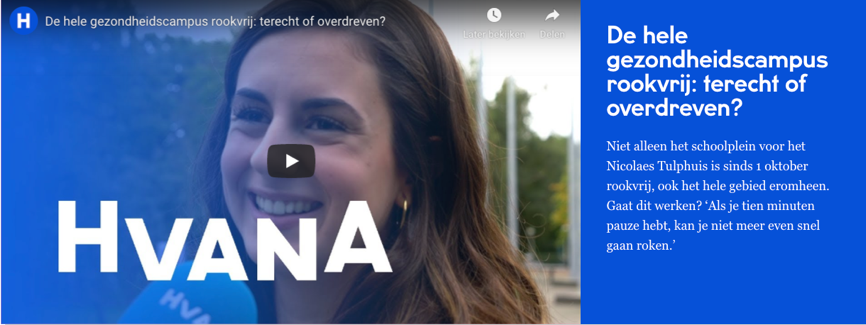 De hele gezondheidscampus rookvrij: terecht of overdreven?
Later bekijken
Delen
HVANA
HVANA
De hele
gezondheidscampus
rookvrij: terecht of
overdreven?
Niet alleen het schoolplein voor het
Nicolaes Tulphuis is sinds 1 oktober
rookvrij, ook het hele gebied eromheen.
Gaat dit werken? ‘Als je tien minuten
pauze hebt, kan je niet meer even snel
gaan roken.’